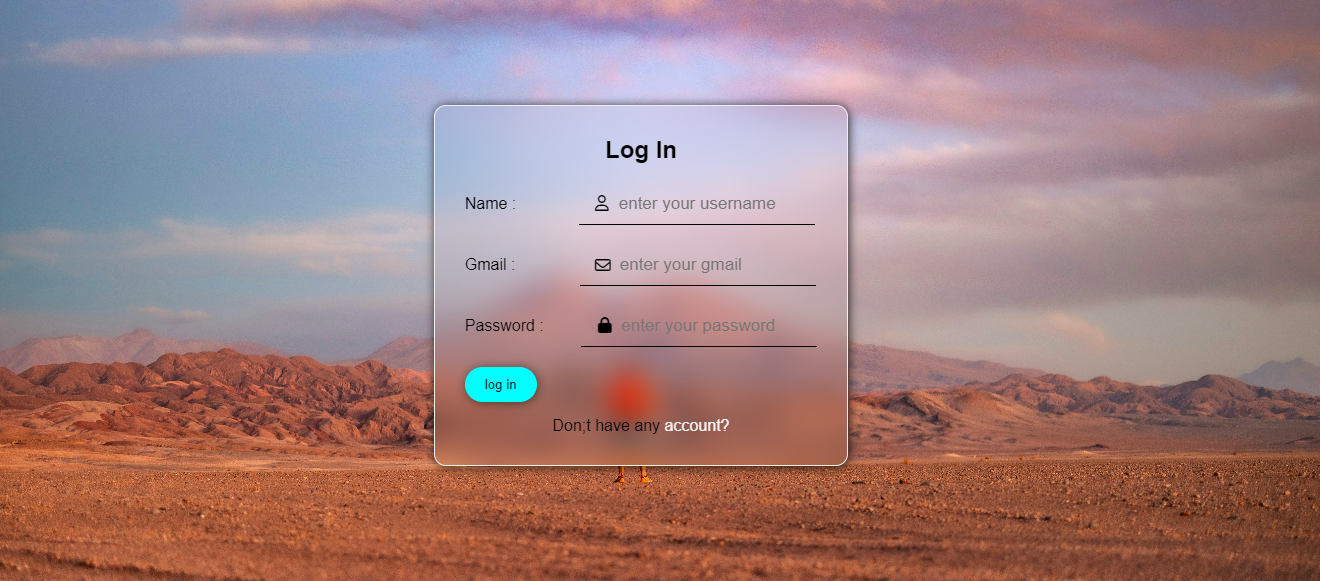 Log In
Name : enter your username
Gmail : enter your gmail
Password : enter your password
log in
Don;t have any account?